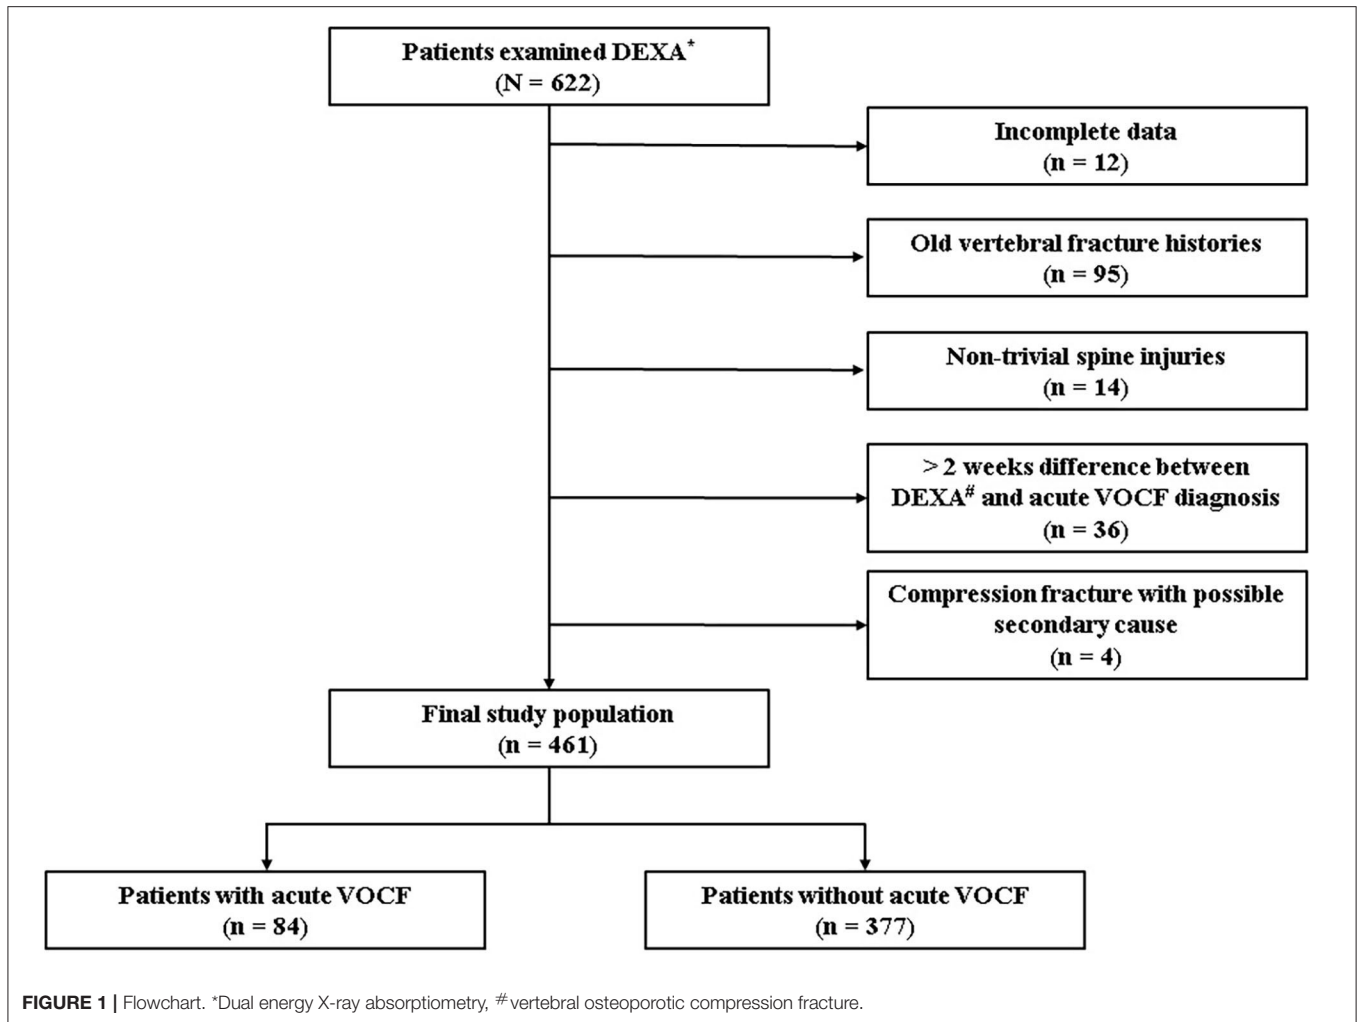 Patients examined DEXA*
(N = 622)
Incomplete data
(n = 12)
Old vertebral fracture histories
(n = 95)
Non-trivial spine injuries
(n = 14)
> 2 weeks difference between
DEXA# and acute VOCF diagnosis
(n = 36)
Compression fracture with possible
secondary cause
(n = 4)
Final study population
(n = 461)
Patients with acute VOCF
(n = 84)
Patients without acute VOCF
(n = 377)
FIGURE 1 | Flowchart. *Dual energy X-ray absorptiometry, #vertebral osteoporotic compression fracture.